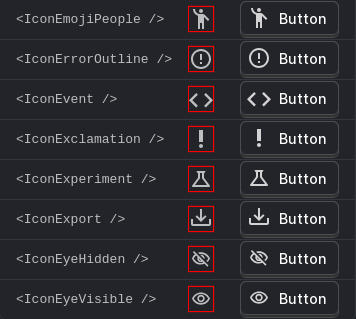 <IconEmojiPeople /> Button
<IconErrorOutline /> Button
<IconEvent /> Button
<IconExclamation /> Button
<IconExperiment /> Button
<IconExport /> Button
<IconEyeHidden /> Button
<IconEyeVisible /> Button